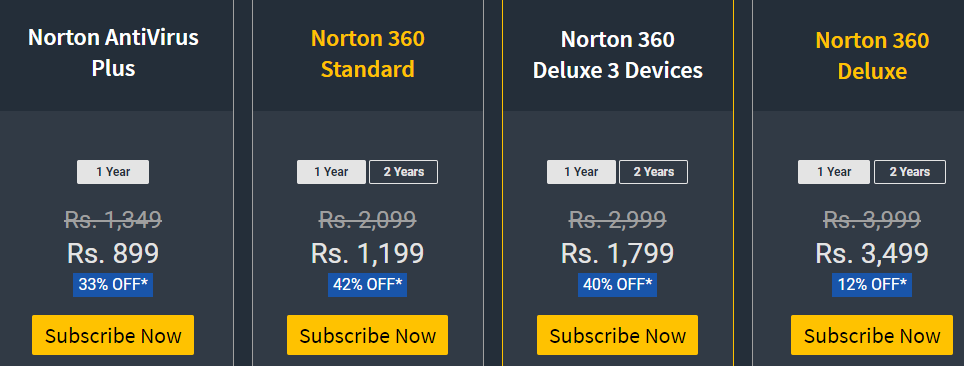 Norton AntiVirus
Plus
1 Year
Rs. 1,349
Rs. 899
33% OFF*
Subscribe Now
Norton 360
Standard
1 Year
2 Years
Rs. 2,099
Rs. 1,199
42% OFF*
Subscribe Now
Norton 360
Deluxe 3 Devices
1 Year
2 Years
Rs. 2,999
Rs. 1,799
40% OFF*
Subscribe Now
Norton 360
Deluxe
1 Year
2 Years
Rs. 3,999
Rs. 3,499
12% OFF*
Subscribe Now